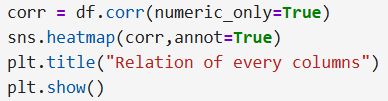 corr = df.corr(numeric_only=True)
sns.heatmap(corr,annot=True)
plt.title("Relation of every columns")
plt.show()